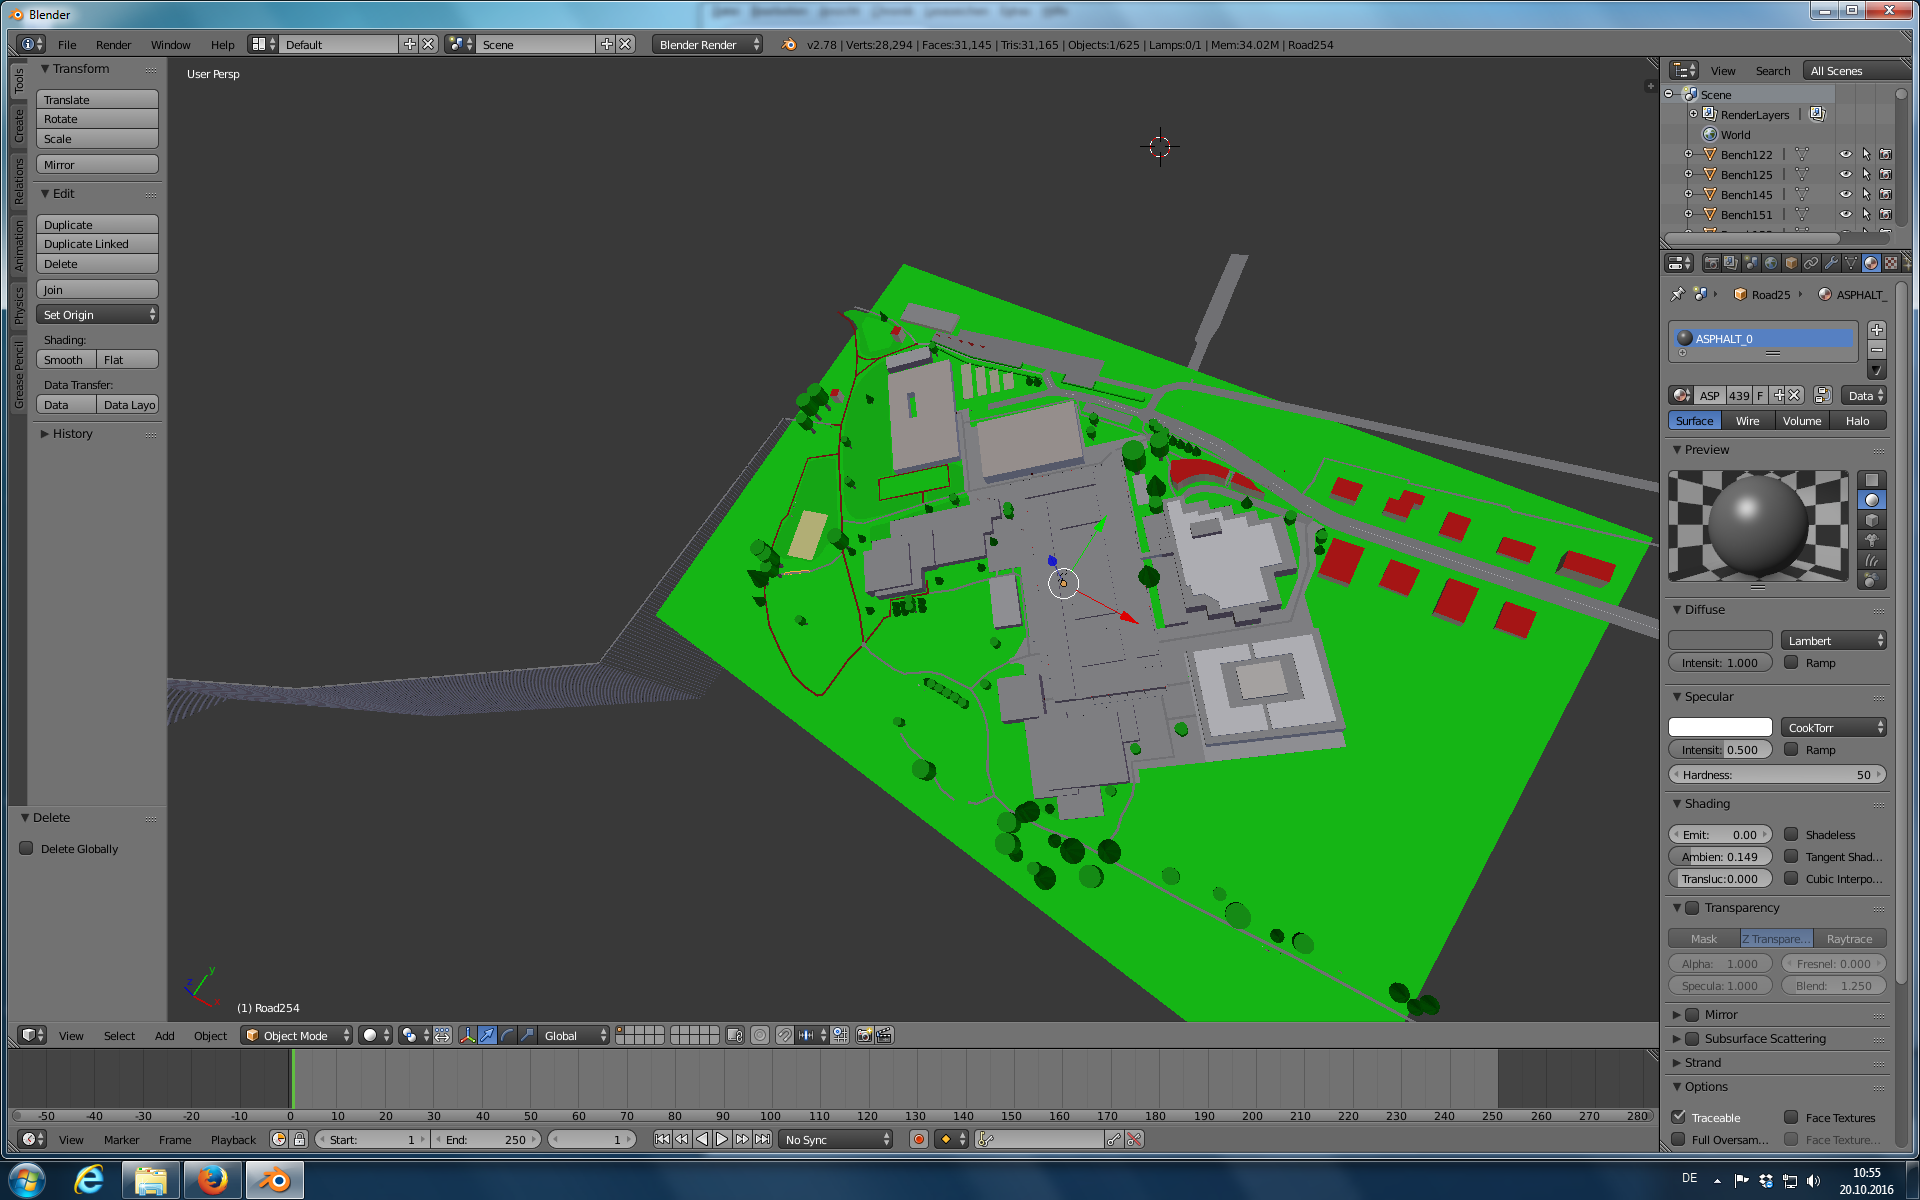 Blender
File Render Window Help Default Scene Blender Render v2.78 | Verts:28,294 | Faces:31,145 | Tris:31,165 | Objects:1/625 | Lamps:0/1 | Mem:34.02M | Road254
Tools
Create
Relations
Animation
Physics
Grease Pencil
Transform
Translate
Rotate
Scale
Mirror
Edit
Duplicate
Duplicate Linked
Delete
Join
Set Origin
Shading:
Smooth Flat
Data Transfer:
Data Data Layo
History
Delete
Delete Globally
User Persp
(1) Road254
View Search All Scenes
Scene
RenderLayers
World
Bench122
Bench125
Bench145
Bench151
Road25 ASPHALT_
ASPHALT_0
ASP 439 F Data
Surface Wire Volume Halo
Preview
Diffuse
Lambert
Intensit: 1.000 Ramp
Specular
CookTorr
Intensit: 0.500 Ramp
Hardness: 50
Shading
Emit: 0.00 Shadeless
Ambien: 0.149 Tangent Shad...
Transluc:0.000 Cubic Interpo...
Transparency
Mask Z Transpare... Raytrace
Alpha: 1.000 Fresnel: 0.000
Specula: 1.000 Blend: 1.250
Mirror
Subsurface Scattering
Strand
Options
Traceable Face Textures
Full Oversam... Face Texture...
View Select Add Object Object Mode Global
-50 -40 -30 -20 -10 0 10 20 30 40 50 60 70 80 90 100 110 120 130 140 150 160 170 180 190 200 210 220 230 240 250 260 270 280
View Marker Frame Playback Start: 1 End: 250 1 No Sync
DE 10:55
20.10.2016